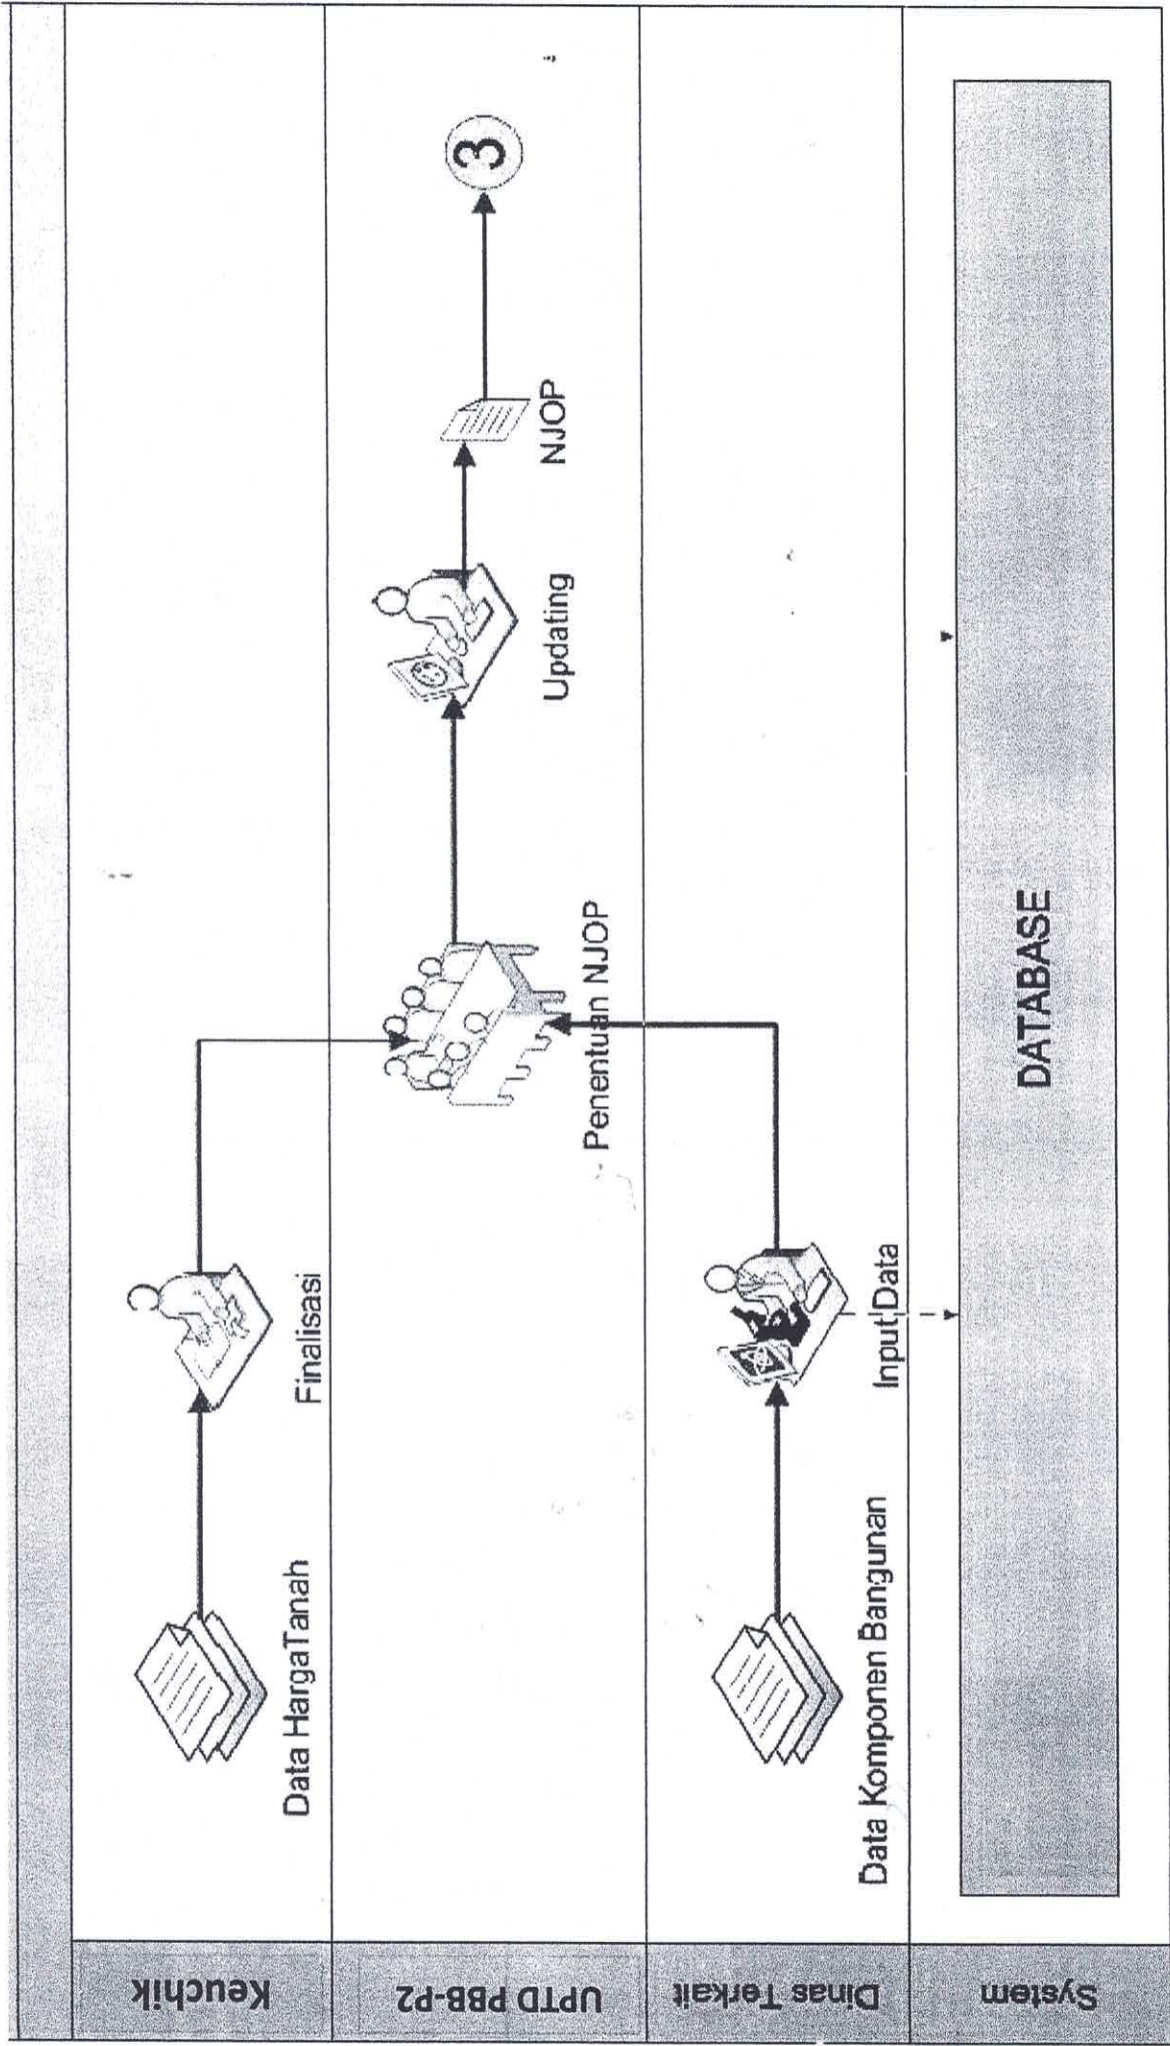 Keuchik
Data HargaTanah
Finalisasi
UPTD PBB-P2
Penentuan NJOP
Updating
NJOP
3
Dinas Terkait
Data Komponen Bangunan
Input Data
System
DATABASE